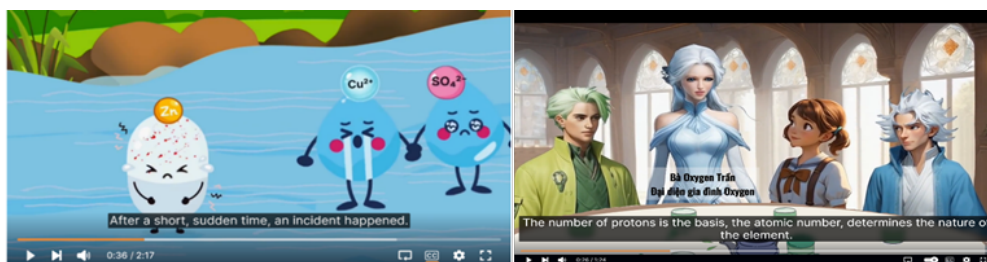 Cu²⁺
SO₄²⁻
Zn
After a short, sudden time, an incident happened.
0:36 / 2:17
CC
Bà Oxygen Trần
Đại diện gia đình Oxygen
The number of protons is the basis, the atomic number, determines the nature of
the element.